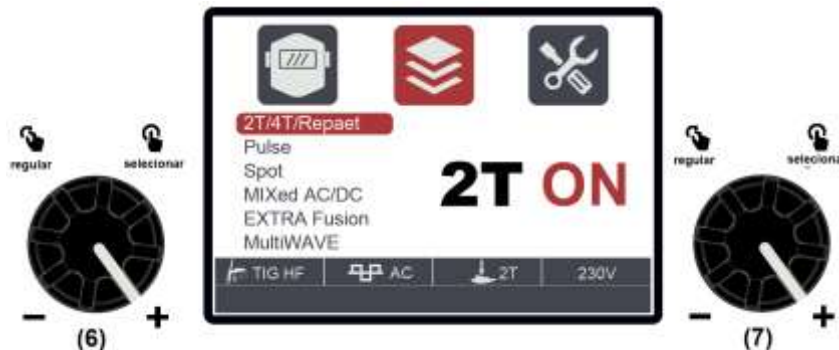 2T/4T/Repaet
Pulse
Spot
MIXed AC/DC
EXTRA Fusion
MultiWAVE
2T ON
TIG HF AC 2T 230V
regular selecionar
regular seleciona
− +
− +
(6)
(7)